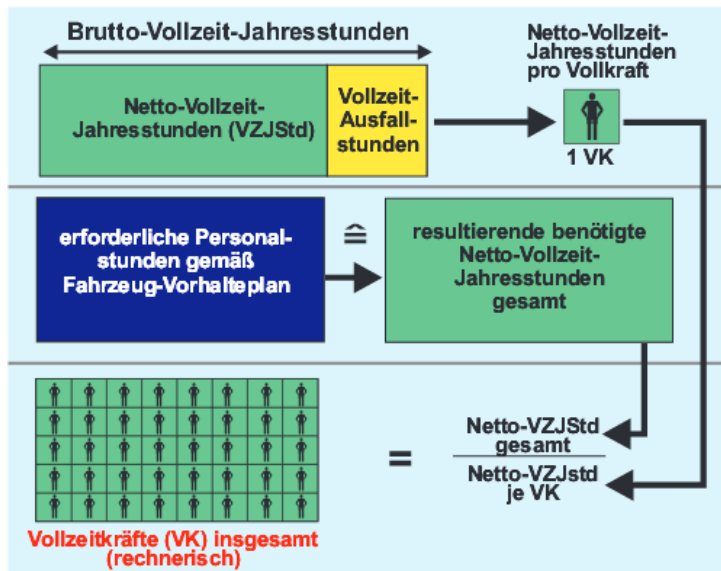 Brutto-Vollzeit-Jahresstunden
Netto-Vollzeit-
Jahresstunden (VZJStd)
Vollzeit-
Ausfall-
stunden
Netto-Vollzeit-
Jahresstunden
pro Vollkraft
1 VK
erforderliche Personal-
stunden gemäß
Fahrzeug-Vorhalteplan
≙
resultierende benötigte
Netto-Vollzeit-
Jahresstunden
gesamt
Vollzeitkräfte (VK) insgesamt
(rechnerisch)
=
Netto-VZJStd
gesamt
Netto-VZJstd
je VK